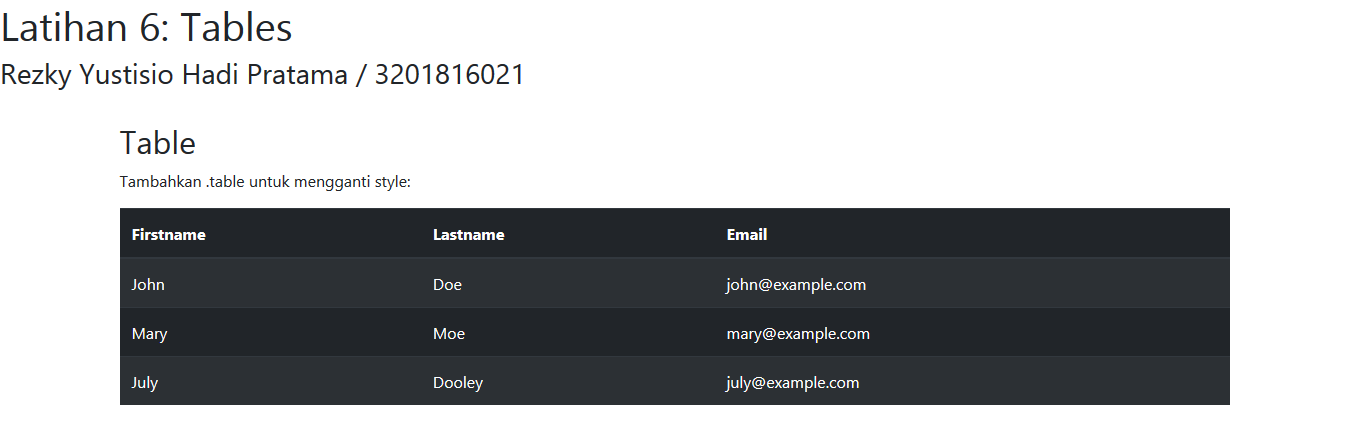 Latihan 6: Tables
Rezky Yustisio Hadi Pratama / 3201816021
Table
Tambahkan .table untuk mengganti style:
Firstname Lastname Email
John Doe john@example.com
Mary Moe mary@example.com
July Dooley july@example.com